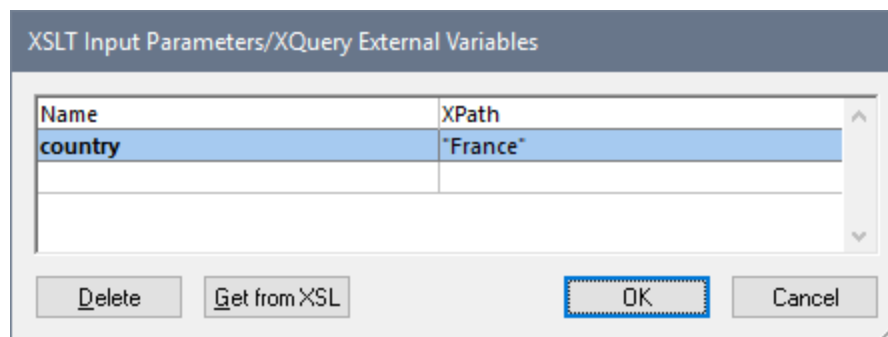 XSLT Input Parameters/XQuery External Variables
Name XPath
country "France"
Delete Get from XSL OK Cancel